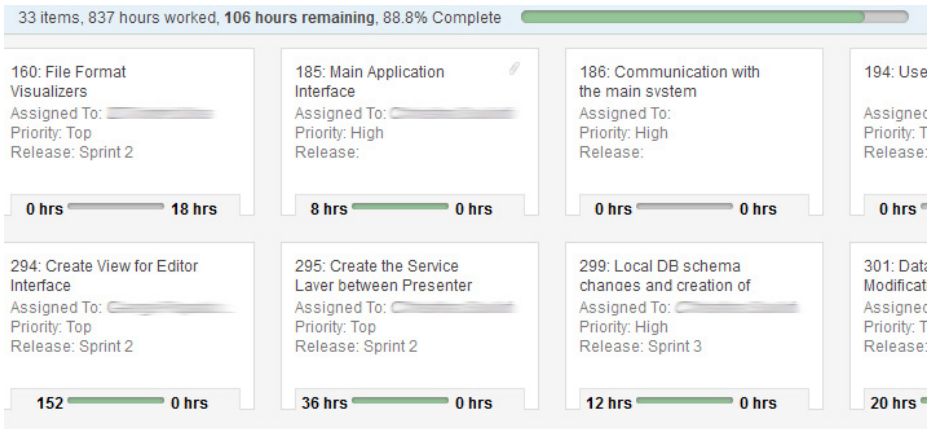 33 items, 837 hours worked, 106 hours remaining, 88.8% Complete
160: File Format
Visualizers
Assigned To:
Priority: Top
Release: Sprint 2
0 hrs 18 hrs
185: Main Application
Interface
Assigned To:
Priority: High
Release:
8 hrs 0 hrs
186: Communication with
the main system
Assigned To:
Priority: High
Release:
0 hrs 0 hrs
194: Use
Assigned
Priority: T
Release:
0 hrs
294: Create View for Editor
Interface
Assigned To:
Priority: Top
Release: Sprint 2
152 0 hrs
295: Create the Service
Layer between Presenter
Assigned To:
Priority: Top
Release: Sprint 2
36 hrs 0 hrs
299: Local DB schema
changes and creation of
Assigned To:
Priority: High
Release: Sprint 3
12 hrs 0 hrs
301: Data
Modificat
Assigned
Priority: T
Release:
20 hrs